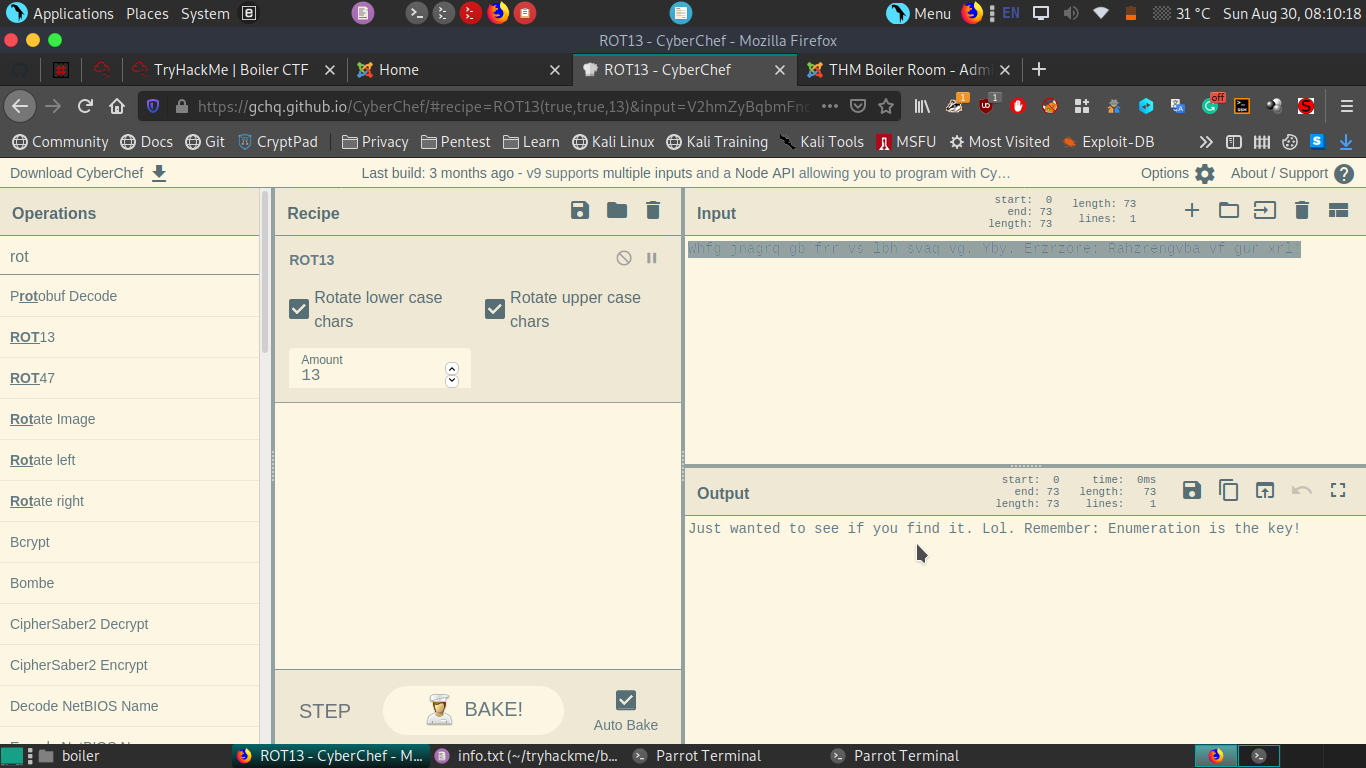 Applications Places System
Menu EN 31 °C Sun Aug 30, 08:10:18
ROT13 - CyberChef - Mozilla Firefox
TryHackMe | Boiler CTF Home ROT13 - CyberChef THM Boiler Room - Adm
https://gchq.github.io/CyberChef/#recipe=ROT13(true,true,13)&input=V2hmZyBqbmFnc 1 1 off
Community Docs Git CryptPad Privacy Pentest Learn Kali Linux Kali Training Kali Tools MSFU Most Visited Exploit-DB
Download CyberChef Last build: 3 months ago - v9 supports multiple inputs and a Node API allowing you to program with Cy… Options About / Support
Operations
rot
Protobuf Decode
ROT13
ROT47
Rotate Image
Rotate left
Rotate right
Bcrypt
Bombe
CipherSaber2 Decrypt
CipherSaber2 Encrypt
Decode NetBIOS Name
Recipe
ROT13
Rotate lower case
chars
Rotate upper case
chars
Amount
13
STEP BAKE! Auto Bake
Input
start: 0
end: 73
length: 73
length: 73
lines: 1
Whfg jnagrq gb frr vs lbh svaq vg. Yby. Erzrzore: Rahzrengvba vf gur xrl!
Output
start: 0
end: 73
length: 73
time: 0ms
length: 73
lines: 1
Just wanted to see if you find it. Lol. Remember: Enumeration is the key!
boiler ROT13 - CyberChef - M... info.txt (~/tryhackme/b... Parrot Terminal Parrot Terminal